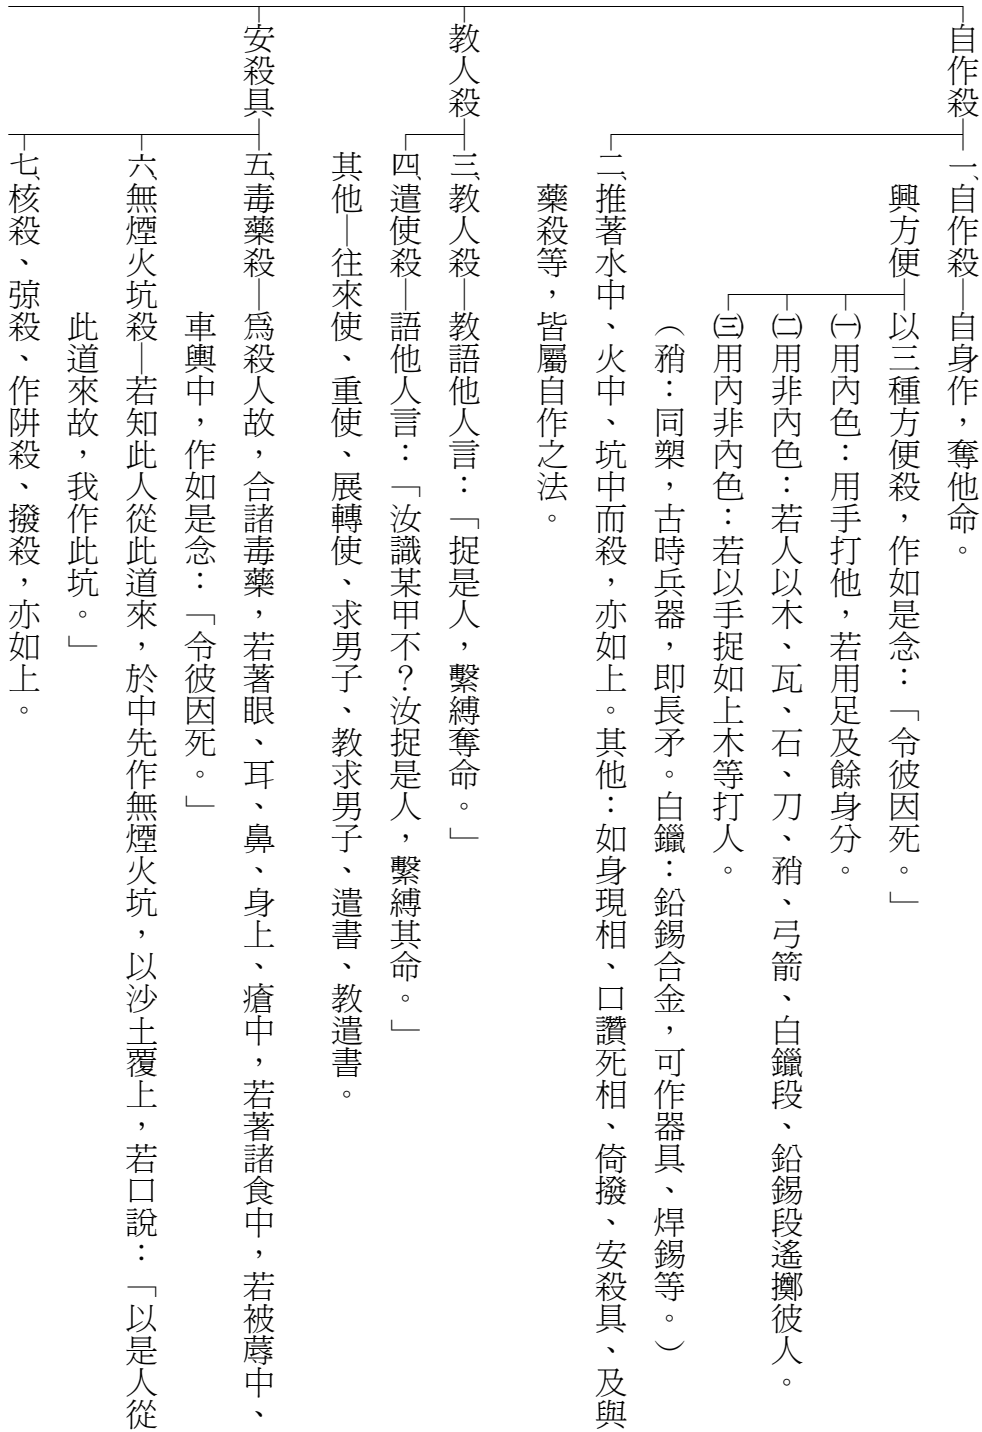 自作殺
一、自作殺—自身作，奪他命。
興方便
以三種方便殺，作如是念：「令彼因死。」
㈠用內色：用手打他，若用足及餘身分。
㈡用非內色：若人以木、瓦、石、刀、矟、弓箭、白鑞段、鉛錫段遙擲彼人。
㈢用內非內色：若以手捉如上木等打人。
（矟：同槊，古時兵器，即長矛。白鑞：鉛錫合金，可作器具、焊錫等。）
二、推著水中、火中、坑中而殺，亦如上。其他：如身現相、口讚死相、倚撥、安殺具、及與
藥殺等，皆屬自作之法。
教人殺
三、教人殺—教語他人言：「捉是人，繫縛奪命。」
四、遣使殺—語他人言：「汝識某甲不？汝捉是人，繫縛其命。」
其他—往來使、重使、展轉使、求男子、教求男子、遣書、教遣書。
安殺具
五、毒藥殺—爲殺人故，合諸毒藥，若著眼、耳、鼻、身上、瘡中，若著諸食中，若被蓐中、
車輿中，作如是念：「令彼因死。」
六、無煙火坑殺—若知此人從此道來，於中先作無煙火坑，以沙土覆上，若口說：「以是人從
此道來故，我作此坑。」
七、核殺、弶殺、作阱殺、撥殺，亦如上。